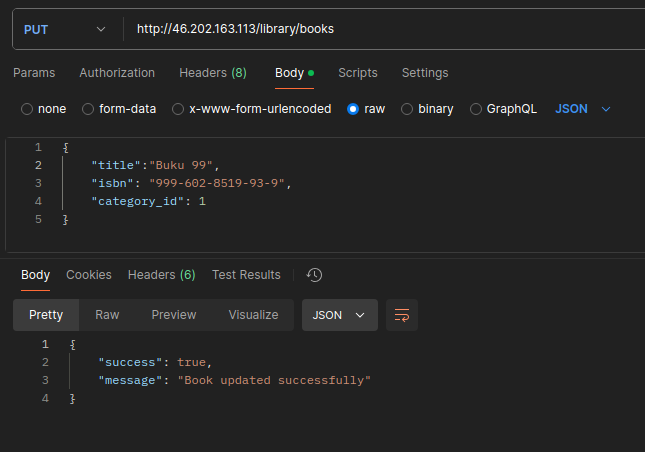 PUT http://46.202.163.113/library/books
Params Authorization Headers (8) Body Scripts Settings
none form-data x-www-form-urlencoded raw binary GraphQL JSON
1 {
2 "title":"Buku 99",
3 "isbn": "999-602-8519-93-9",
4 "category_id": 1
5 }
Body Cookies Headers (6) Test Results
Pretty Raw Preview Visualize JSON
1 {
2 "success": true,
3 "message": "Book updated successfully"
4 }